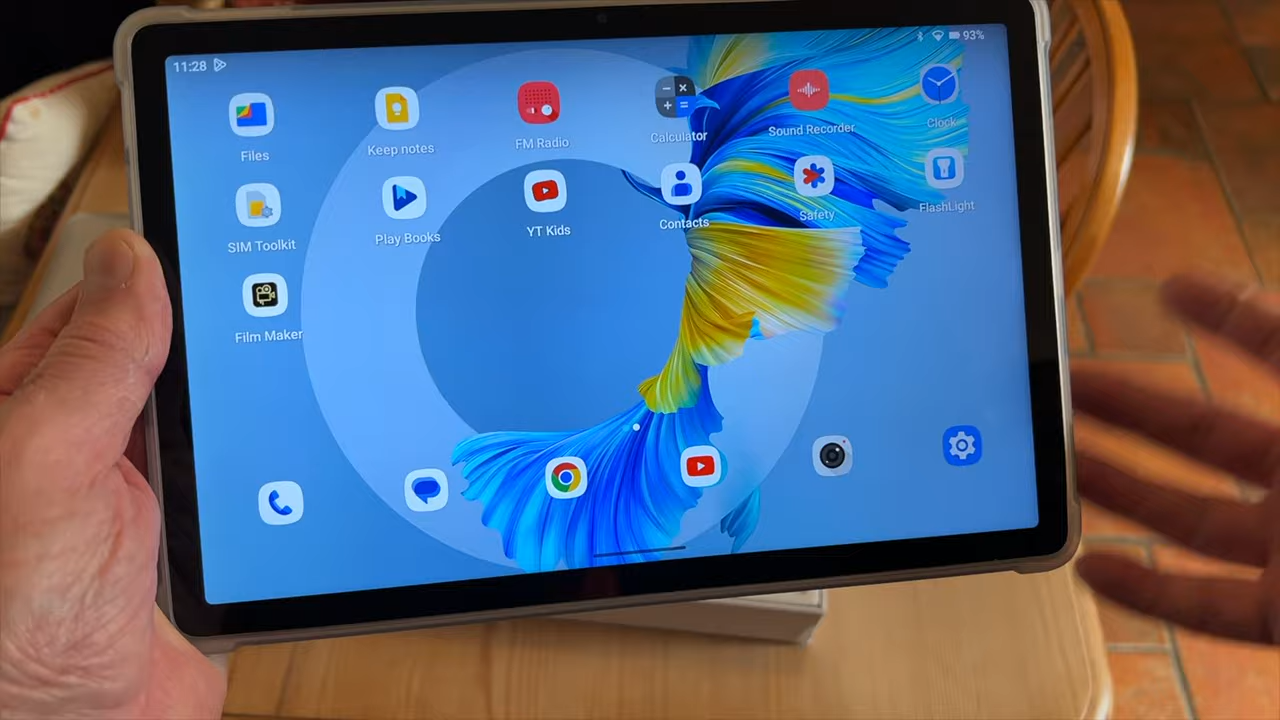 11:28
93%
Files
Keep notes
FM Radio
Calculator
Sound Recorder
Clock
SIM Toolkit
Play Books
YT Kids
Contacts
Safety
FlashLight
Film Maker